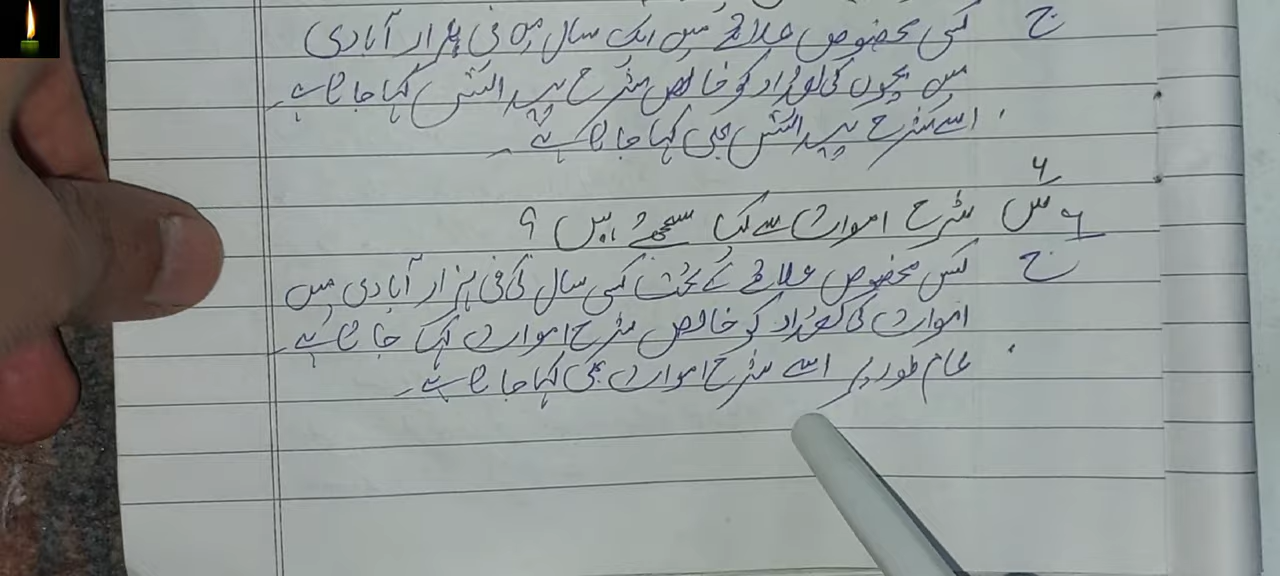 ج کسی مخصوص علاقے میں ایک سال میں فی ہزار آبادی
میں بچوں کی تعداد کو خالص شرح پیدائش کہا جاتا ہے۔
اسے شرح پیدائش بھی کہا جاتا ہے۔
س ۶ شرح اموات سے کیا سمجھتے ہیں ؟
ج کسی مخصوص علاقے کے تحت کسی سال کی فی ہزار آبادی میں
اموات کی تعداد کو خالص شرح اموات کہا جاتا ہے۔
عام طور پر اسے شرح اموات بھی کہا جاتا ہے۔